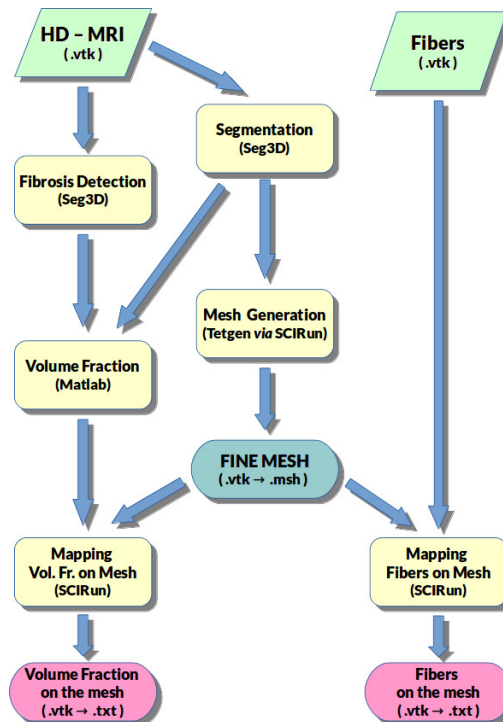 HD – MRI
(.vtk)
Fibers
(.vtk)
Segmentation
(Seg3D)
Fibrosis Detection
(Seg3D)
Mesh Generation
(Tetgen via SCIRun)
Volume Fraction
(Matlab)
FINE MESH
(.vtk → .msh)
Mapping
Vol. Fr. on Mesh
(SCIRun)
Mapping
Fibers on Mesh
(SCIRun)
Volume Fraction
on the mesh
(.vtk → .txt)
Fibers
on the mesh
(.vtk → .txt)